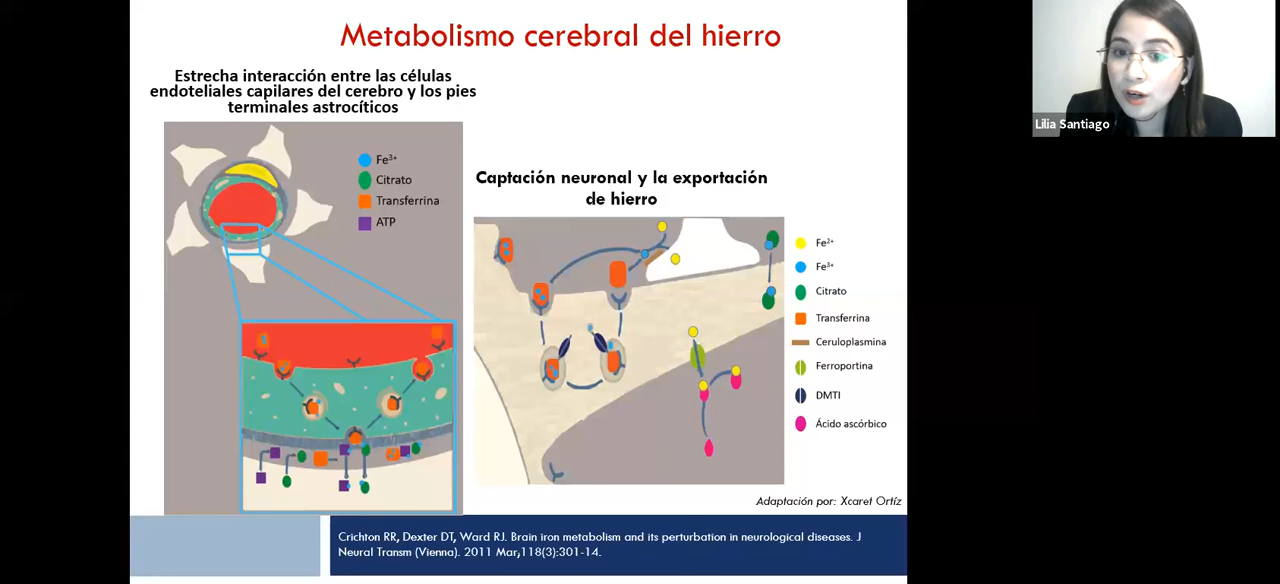 Metabolismo cerebral del hierro
Estrecha interacción entre las células
endoteliales capilares del cerebro y los pies
terminales astrocíticos
Fe³⁺
Citrato
Transferrina
ATP
Captación neuronal y la exportación
de hierro
Fe²⁺
Fe³⁺
Citrato
Transferrina
Ceruloplasmina
Ferroportina
DMTI
Ácido ascórbico
Adaptación por: Xcaret Ortíz
Crichton RR, Dexter DT, Ward RJ. Brain iron metabolism and its perturbation in neurological diseases. J
Neural Transm (Vienna). 2011 Mar;118(3):301-14.
Lilia Santiago